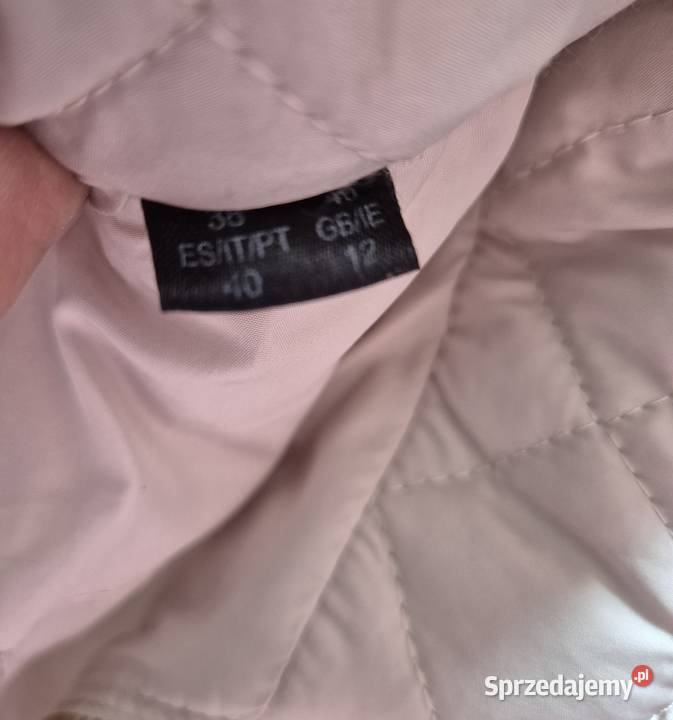 38 40
ES/IT/PT GB/IE
40 12
Sprzedajemy.pl